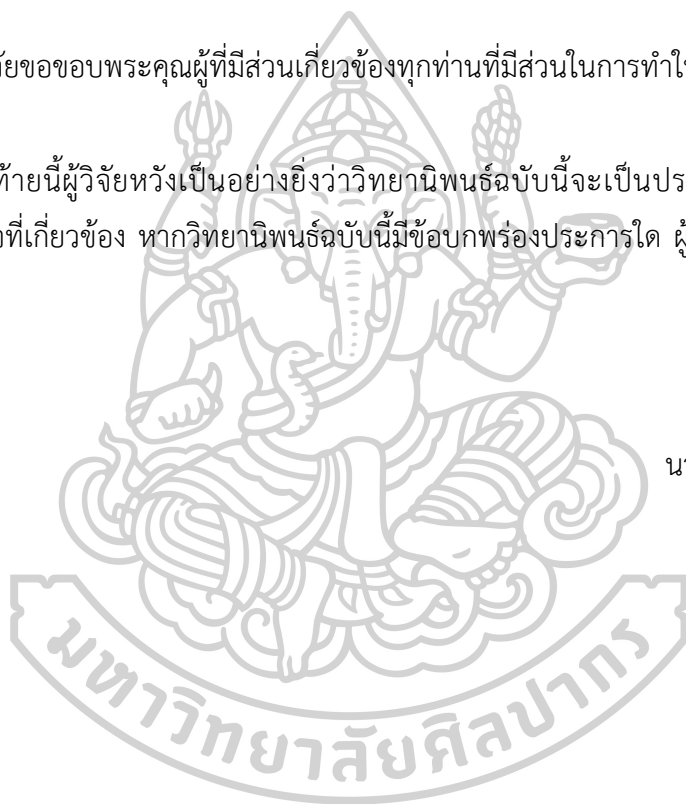 ัยขอขอบพระคุณผู้ที่มีส่วนเกี่ยวข้องทุกท่านที่มีส่วนในการทำให
ท้ายนี้ผู้วิจัยหวังเป็นอย่างยิ่งว่าวิทยานิพนธ์ฉบับนี้จะเป็นประ
ที่เกี่ยวข้อง หากวิทยานิพนธ์ฉบับนี้มีข้อบกพร่องประการใด ผู้
นา
มหาวิทยาลัยศิลปากร